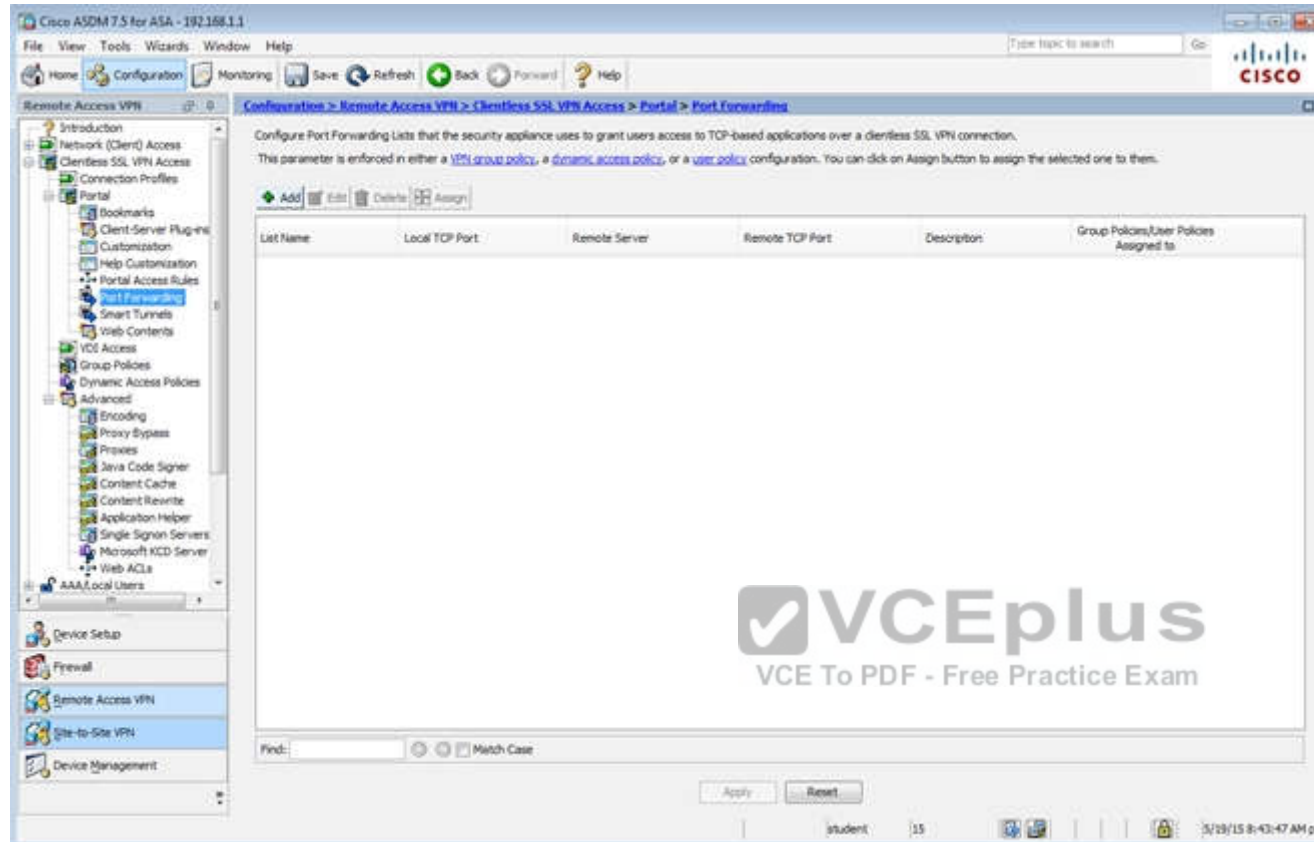 Cisco ASDM 7.5 for ASA - 192.168.1.1
File View Tools Wizards Window Help
Type topic to search Go
Home Configuration Monitoring Save Refresh Back Forward Help
CISCO
Remote Access VPN
Introduction
Network (Client) Access
Clientless SSL VPN Access
Connection Profiles
Portal
Bookmarks
Client-Server Plug-ins
Customization
Help Customization
Portal Access Rules
Port Forwarding
Smart Tunnels
Web Contents
VDI Access
Group Policies
Dynamic Access Policies
Advanced
Encoding
Proxy Bypass
Proxies
Java Code Signer
Content Cache
Content Rewrite
Application Helper
Single Signon Servers
Microsoft KCD Server
Web ACLs
AAA/Local Users
Device Setup
Firewall
Remote Access VPN
Site-to-Site VPN
Device Management
Configuration > Remote Access VPN > Clientless SSL VPN Access > Portal > Port Forwarding
Configure Port Forwarding Lists that the security appliance uses to grant users access to TCP-based applications over a clientless SSL VPN connection.
This parameter is enforced in either a VPN group policy, a dynamic access policy, or a user policy configuration. You can click on Assign button to assign the selected one to them.
Add Edit Delete Assign
List Name Local TCP Port Remote Server Remote TCP Port Description Group Policies/User Policies Assigned to
VCEplus
VCE To PDF - Free Practice Exam
Find: Match Case
Apply Reset
student 15 5/19/15 8:43:47 AM